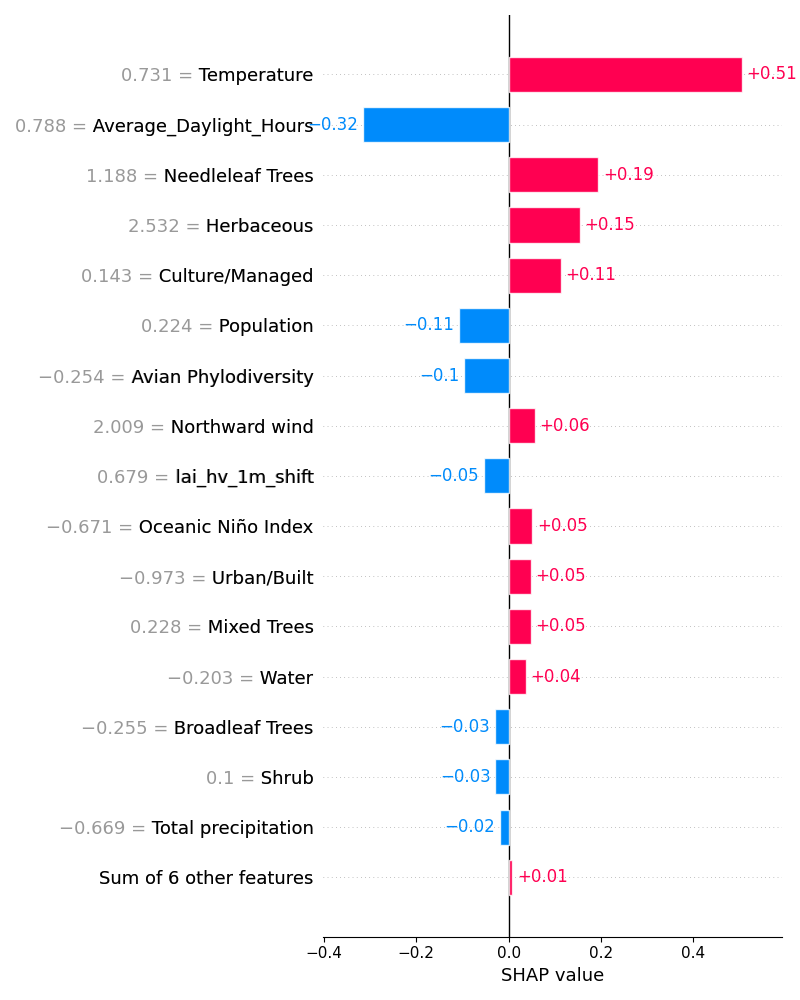 0.731 = Temperature +0.51
0.788 = Average_Daylight_Hours −0.32
1.188 = Needleleaf Trees +0.19
2.532 = Herbaceous +0.15
0.143 = Culture/Managed +0.11
0.224 = Population −0.11
−0.254 = Avian Phylodiversity −0.1
2.009 = Northward wind +0.06
0.679 = lai_hv_1m_shift −0.05
−0.671 = Oceanic Niño Index +0.05
−0.973 = Urban/Built +0.05
0.228 = Mixed Trees +0.05
−0.203 = Water +0.04
−0.255 = Broadleaf Trees −0.03
0.1 = Shrub −0.03
−0.669 = Total precipitation −0.02
Sum of 6 other features +0.01
−0.4 −0.2 0.0 0.2 0.4
SHAP value